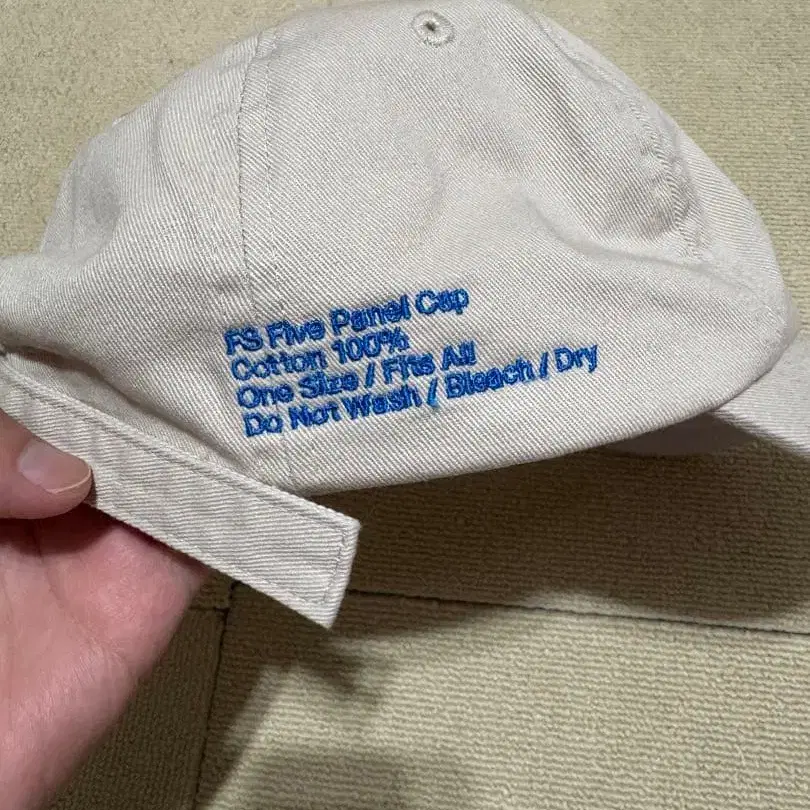 FS Five Panel Cap
Cotton 100%
One Size / Fits All
Do Not Wash / Bleach / Dry